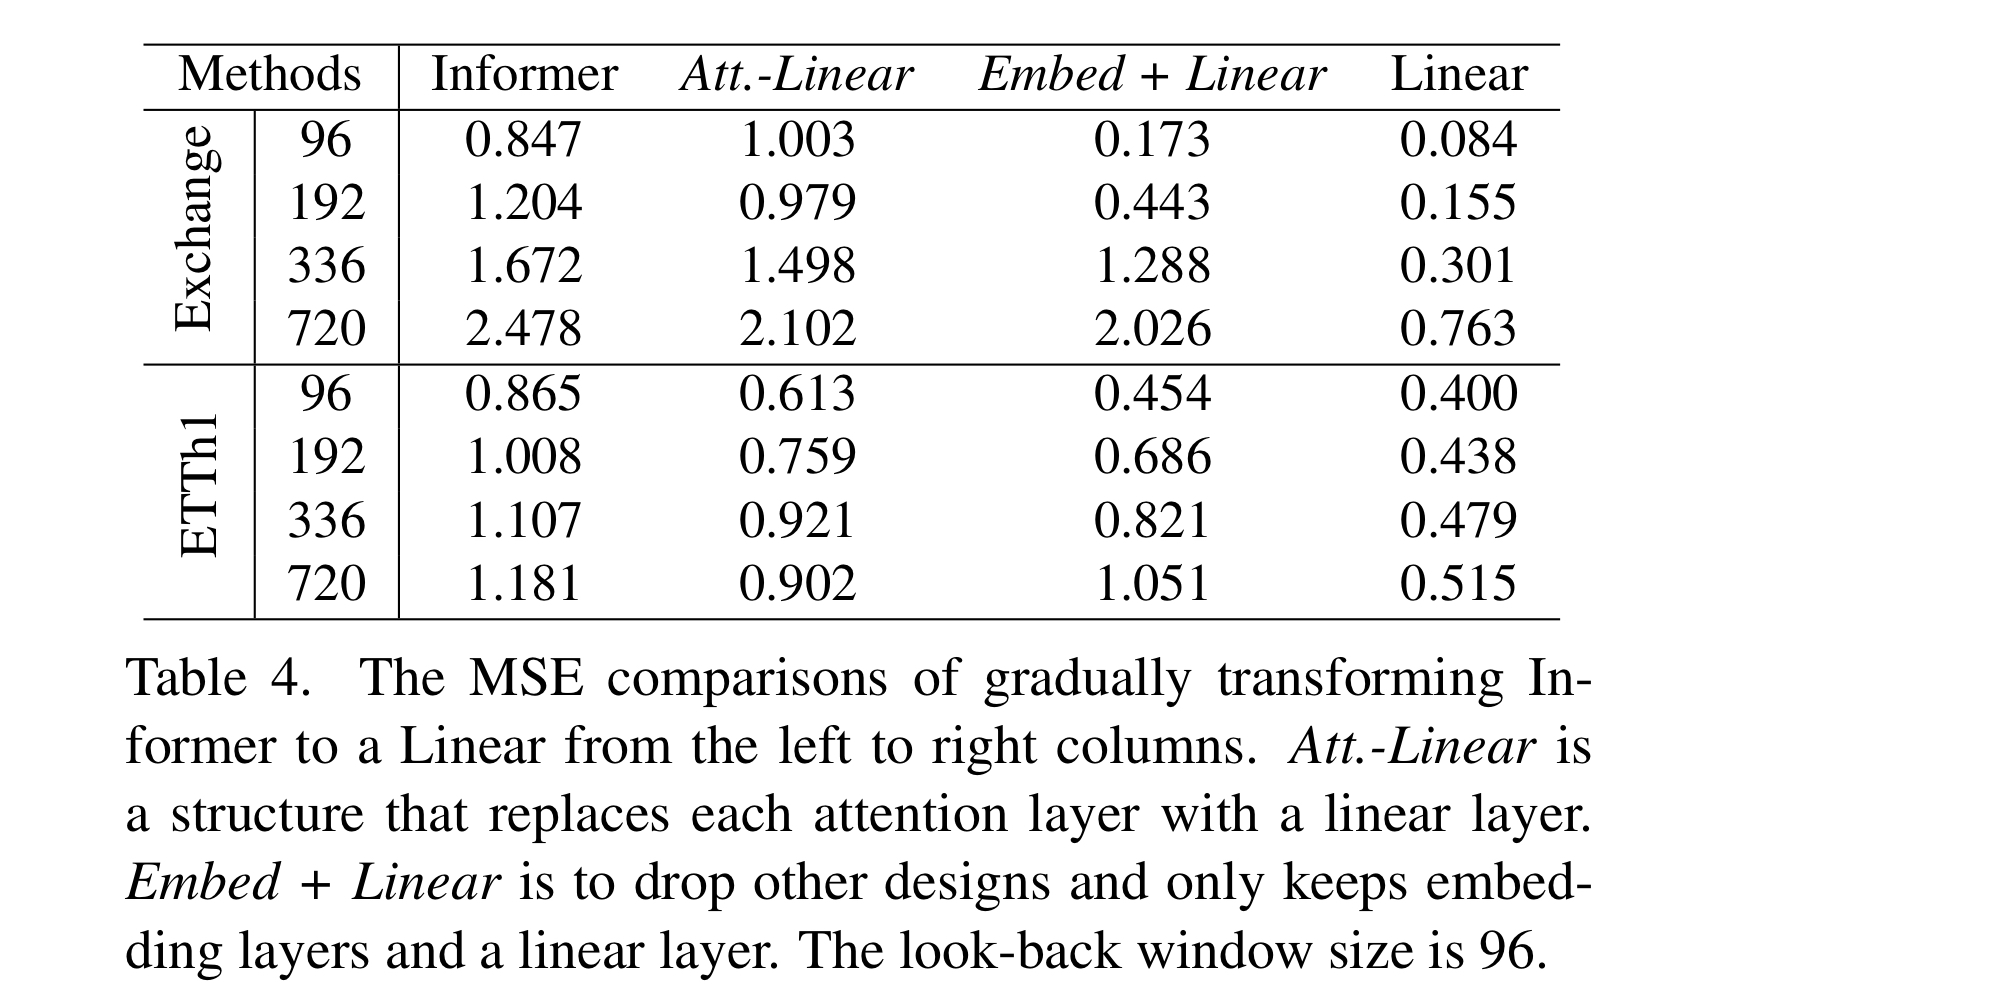 Methods Informer Att.-Linear Embed + Linear Linear
Exchange
96 0.847 1.003 0.173 0.084
192 1.204 0.979 0.443 0.155
336 1.672 1.498 1.288 0.301
720 2.478 2.102 2.026 0.763
ETTh1
96 0.865 0.613 0.454 0.400
192 1.008 0.759 0.686 0.438
336 1.107 0.921 0.821 0.479
720 1.181 0.902 1.051 0.515
Table 4. The MSE comparisons of gradually transforming In-
former to a Linear from the left to right columns. Att.-Linear is
a structure that replaces each attention layer with a linear layer.
Embed + Linear is to drop other designs and only keeps embed-
ding layers and a linear layer. The look-back window size is 96.